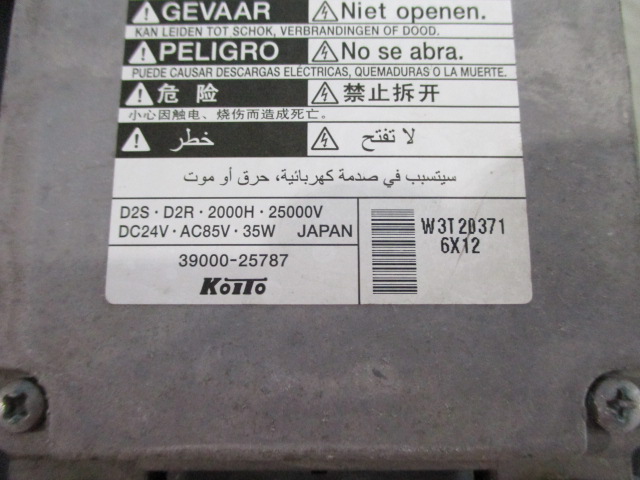 GEVAAR Niet openen.
KAN LEIDEN TOT SCHOK, VERBRANDINGEN OF DOOD.
PELIGRO No se abra.
PUEDE CAUSAR DESCARGAS ELÉCTRICAS, QUEMADURAS O LA MUERTE.
危险 禁止拆开
小心因触电、烧伤而造成死亡。
خطر لا تفتح
سيتسبب في صدمة كهربائية، حرق أو موت
D2S・D2R・2000H・25000V
DC24V・AC85V・35W JAPAN
39000-25787
KOITO
W3T20371
6X12